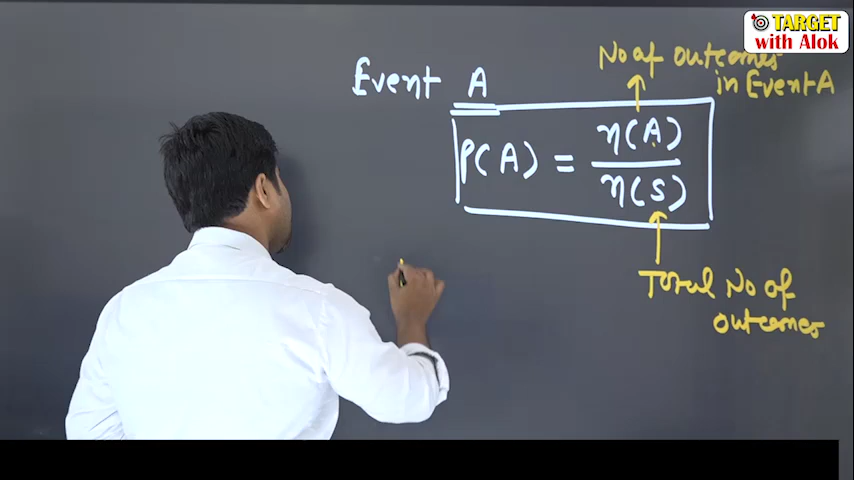 TARGET
with Alok
No of outcomes
in Event A
Event A
P(A) = n(A)
n(S)
Total No of
outcomes